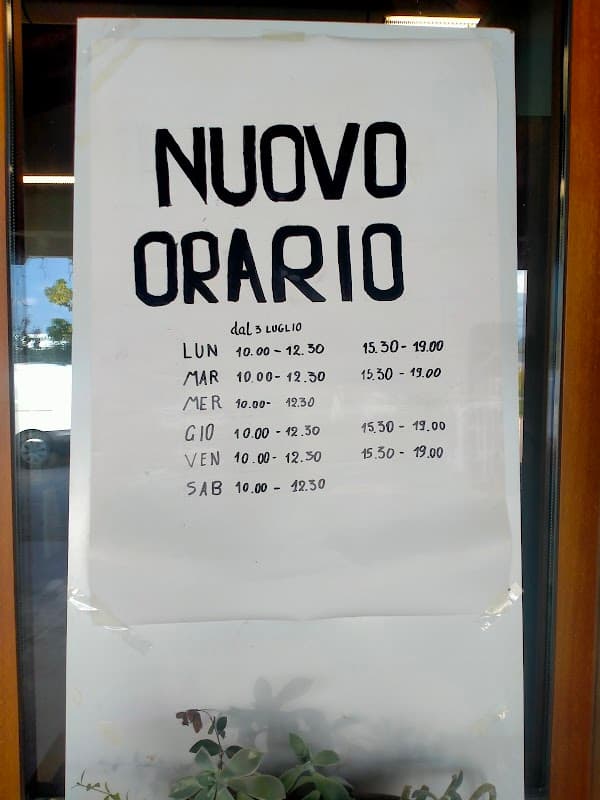 NUOVO
ORARIO
dal 3 LUGLIO
LUN 10.00 - 12.30 15.30 - 19.00
MAR 10.00 - 12.30 15.30 - 19.00
MER 10.00 - 12.30
GIO 10.00 - 12.30 15.30 - 19.00
VEN 10.00 - 12.30 15.30 - 19.00
SAB 10.00 - 12.30